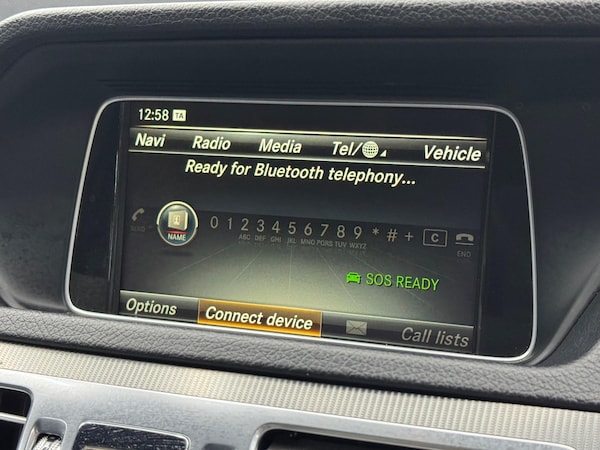 12:58 TA
Navi Radio Media Tel/ Vehicle
Ready for Bluetooth telephony...
0 1 2 3 4 5 6 7 8 9 * # + C
ABC DEF GHI JKL MNO PQRS TUV WXYZ
SEND NAME END
SOS READY
Options Connect device Call lists